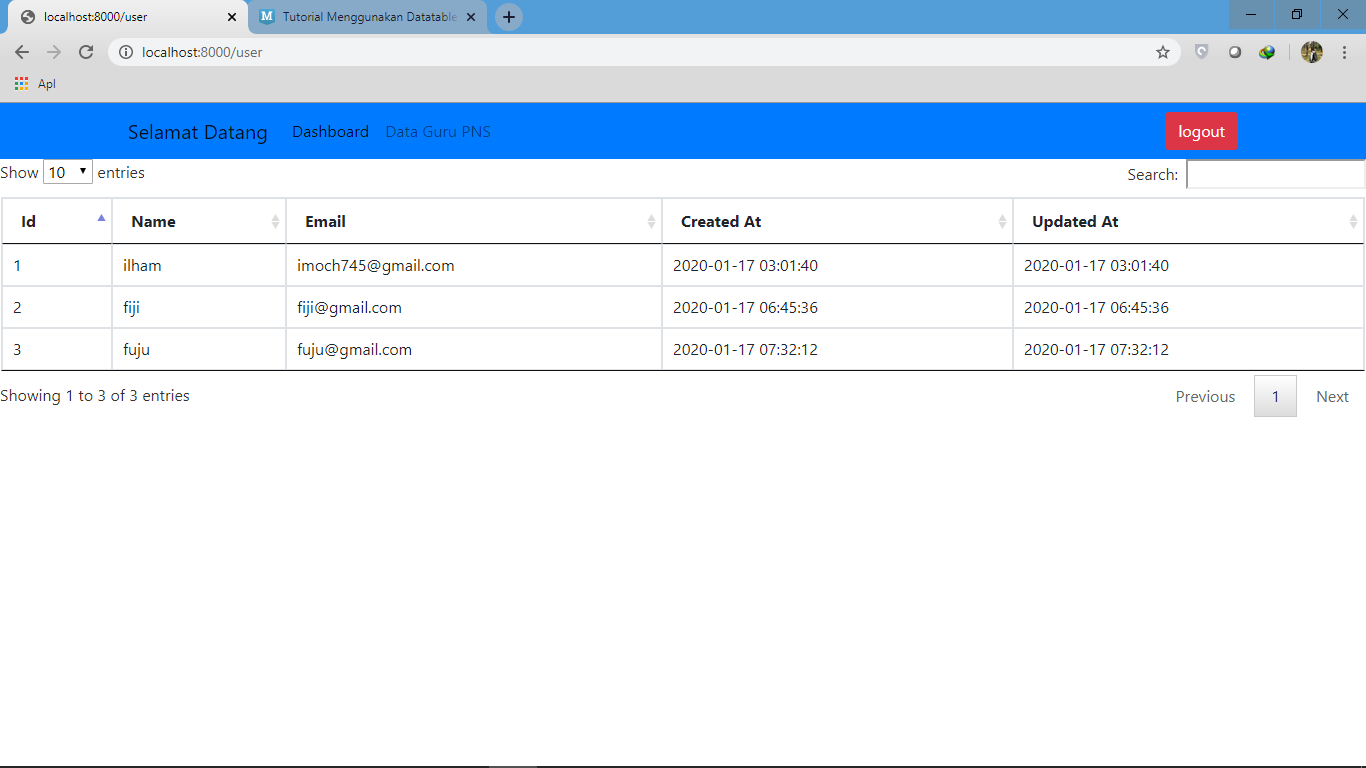 localhost:8000/user
Tutorial Menggunakan Datatable
localhost:8000/user
Apl
Selamat Datang Dashboard Data Guru PNS logout
Show 10 entries Search:
Id Name Email Created At Updated At
1 ilham imoch745@gmail.com 2020-01-17 03:01:40 2020-01-17 03:01:40
2 fiji fiji@gmail.com 2020-01-17 06:45:36 2020-01-17 06:45:36
3 fuju fuju@gmail.com 2020-01-17 07:32:12 2020-01-17 07:32:12
Showing 1 to 3 of 3 entries Previous 1 Next